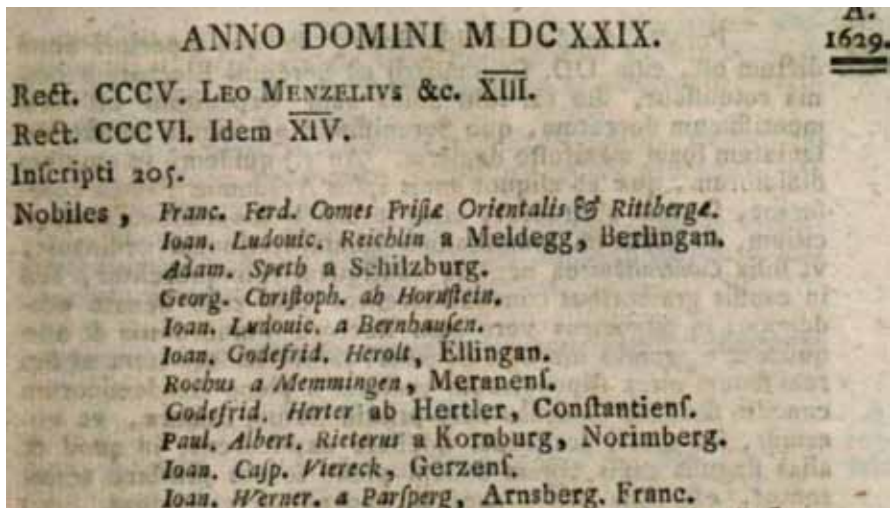 A.
ANNO DOMINI M DC XXIX. 1629.
Rect. CCCV. LEO MENZELIVS &c. XIII.
Rect. CCCVI. Idem XIV.
Inſcripti 205.
Nobiles, Franc. Ferd. Comes Friſiæ Orientalis & Rittbergæ.
Ioan. Ludouic. Reichlin a Meldegg, Berlingan.
Adam. Speth a Schilzburg.
Georg. Chriſtoph. ab Hornſtein.
Ioan. Ludouic. a Bernhauſen.
Ioan. Godefrid. Herolt, Ellingan.
Rochus a Memmingen, Meranenſ.
Godefrid. Herter ab Hertler, Conſtantienſ.
Paul. Albert. Rieterus a Kornburg, Norimberg.
Ioan. Caſp. Viereck, Gerzenſ.
Ioan. Werner. a Parſperg, Arnsberg. Franc.